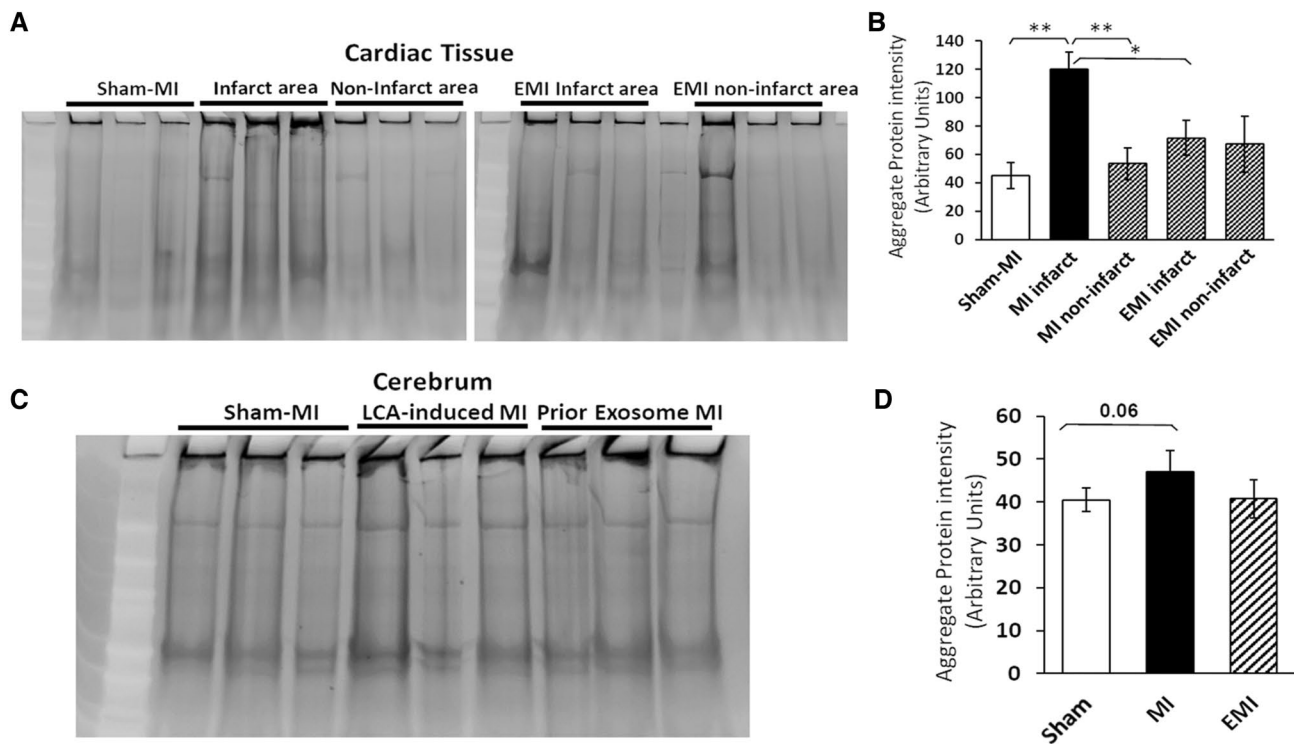 A
Cardiac Tissue
Sham-MI Infarct area Non-Infarct area EMI Infarct area EMI non-infarct area
B
** **
*
Aggregate Protein intensity
(Arbitrary Units)
140
120
100
80
60
40
20
0
Sham-MI
MI infarct
MI non-infarct
EMI infarct
EMI non-infarct
C
Cerebrum
Sham-MI LCA-induced MI Prior Exosome MI
D
0.06
Aggregate Protein intensity
(Arbitrary Units)
60
50
40
30
20
10
0
Sham
MI
EMI